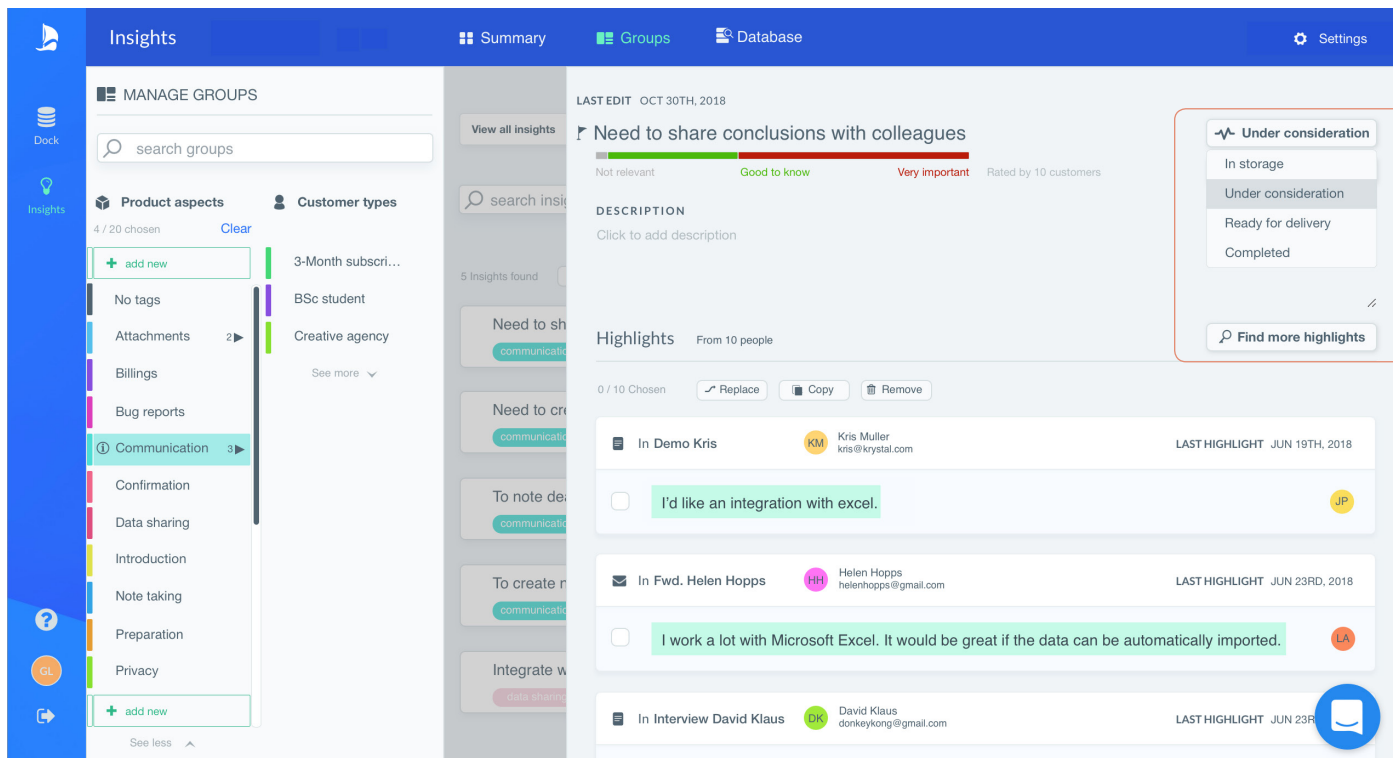 Insights
Summary
Groups
Database
Settings
Dock
Insights
GL
MANAGE GROUPS
search groups
Product aspects
4 / 20 chosen
Clear
add new
No tags
Attachments 2
Billings
Bug reports
Communication 3
Confirmation
Data sharing
Introduction
Note taking
Preparation
Privacy
add new
See less
Customer types
3-Month subscri...
BSc student
Creative agency
See more
View all insights
search insig
5 Insights found
Need to sh
communicatio
Need to cre
communicatio
To note dea
communicatio
To create n
communicatio
Integrate w
data sharing
LAST EDIT OCT 30TH, 2018
Need to share conclusions with colleagues
Not relevant
Good to know
Very important
Rated by 10 customers
DESCRIPTION
Click to add description
Under consideration
In storage
Under consideration
Ready for delivery
Completed
Find more highlights
Highlights From 10 people
0 / 10 Chosen
Replace
Copy
Remove
In Demo Kris
KM
Kris Muller
kris@krystal.com
LAST HIGHLIGHT JUN 19TH, 2018
I'd like an integration with excel.
JP
In Fwd. Helen Hopps
HH
Helen Hopps
helenhopps@gmail.com
LAST HIGHLIGHT JUN 23RD, 2018
I work a lot with Microsoft Excel. It would be great if the data can be automatically imported.
LA
In Interview David Klaus
DK
David Klaus
donkeykong@gmail.com
LAST HIGHLIGHT JUN 23R